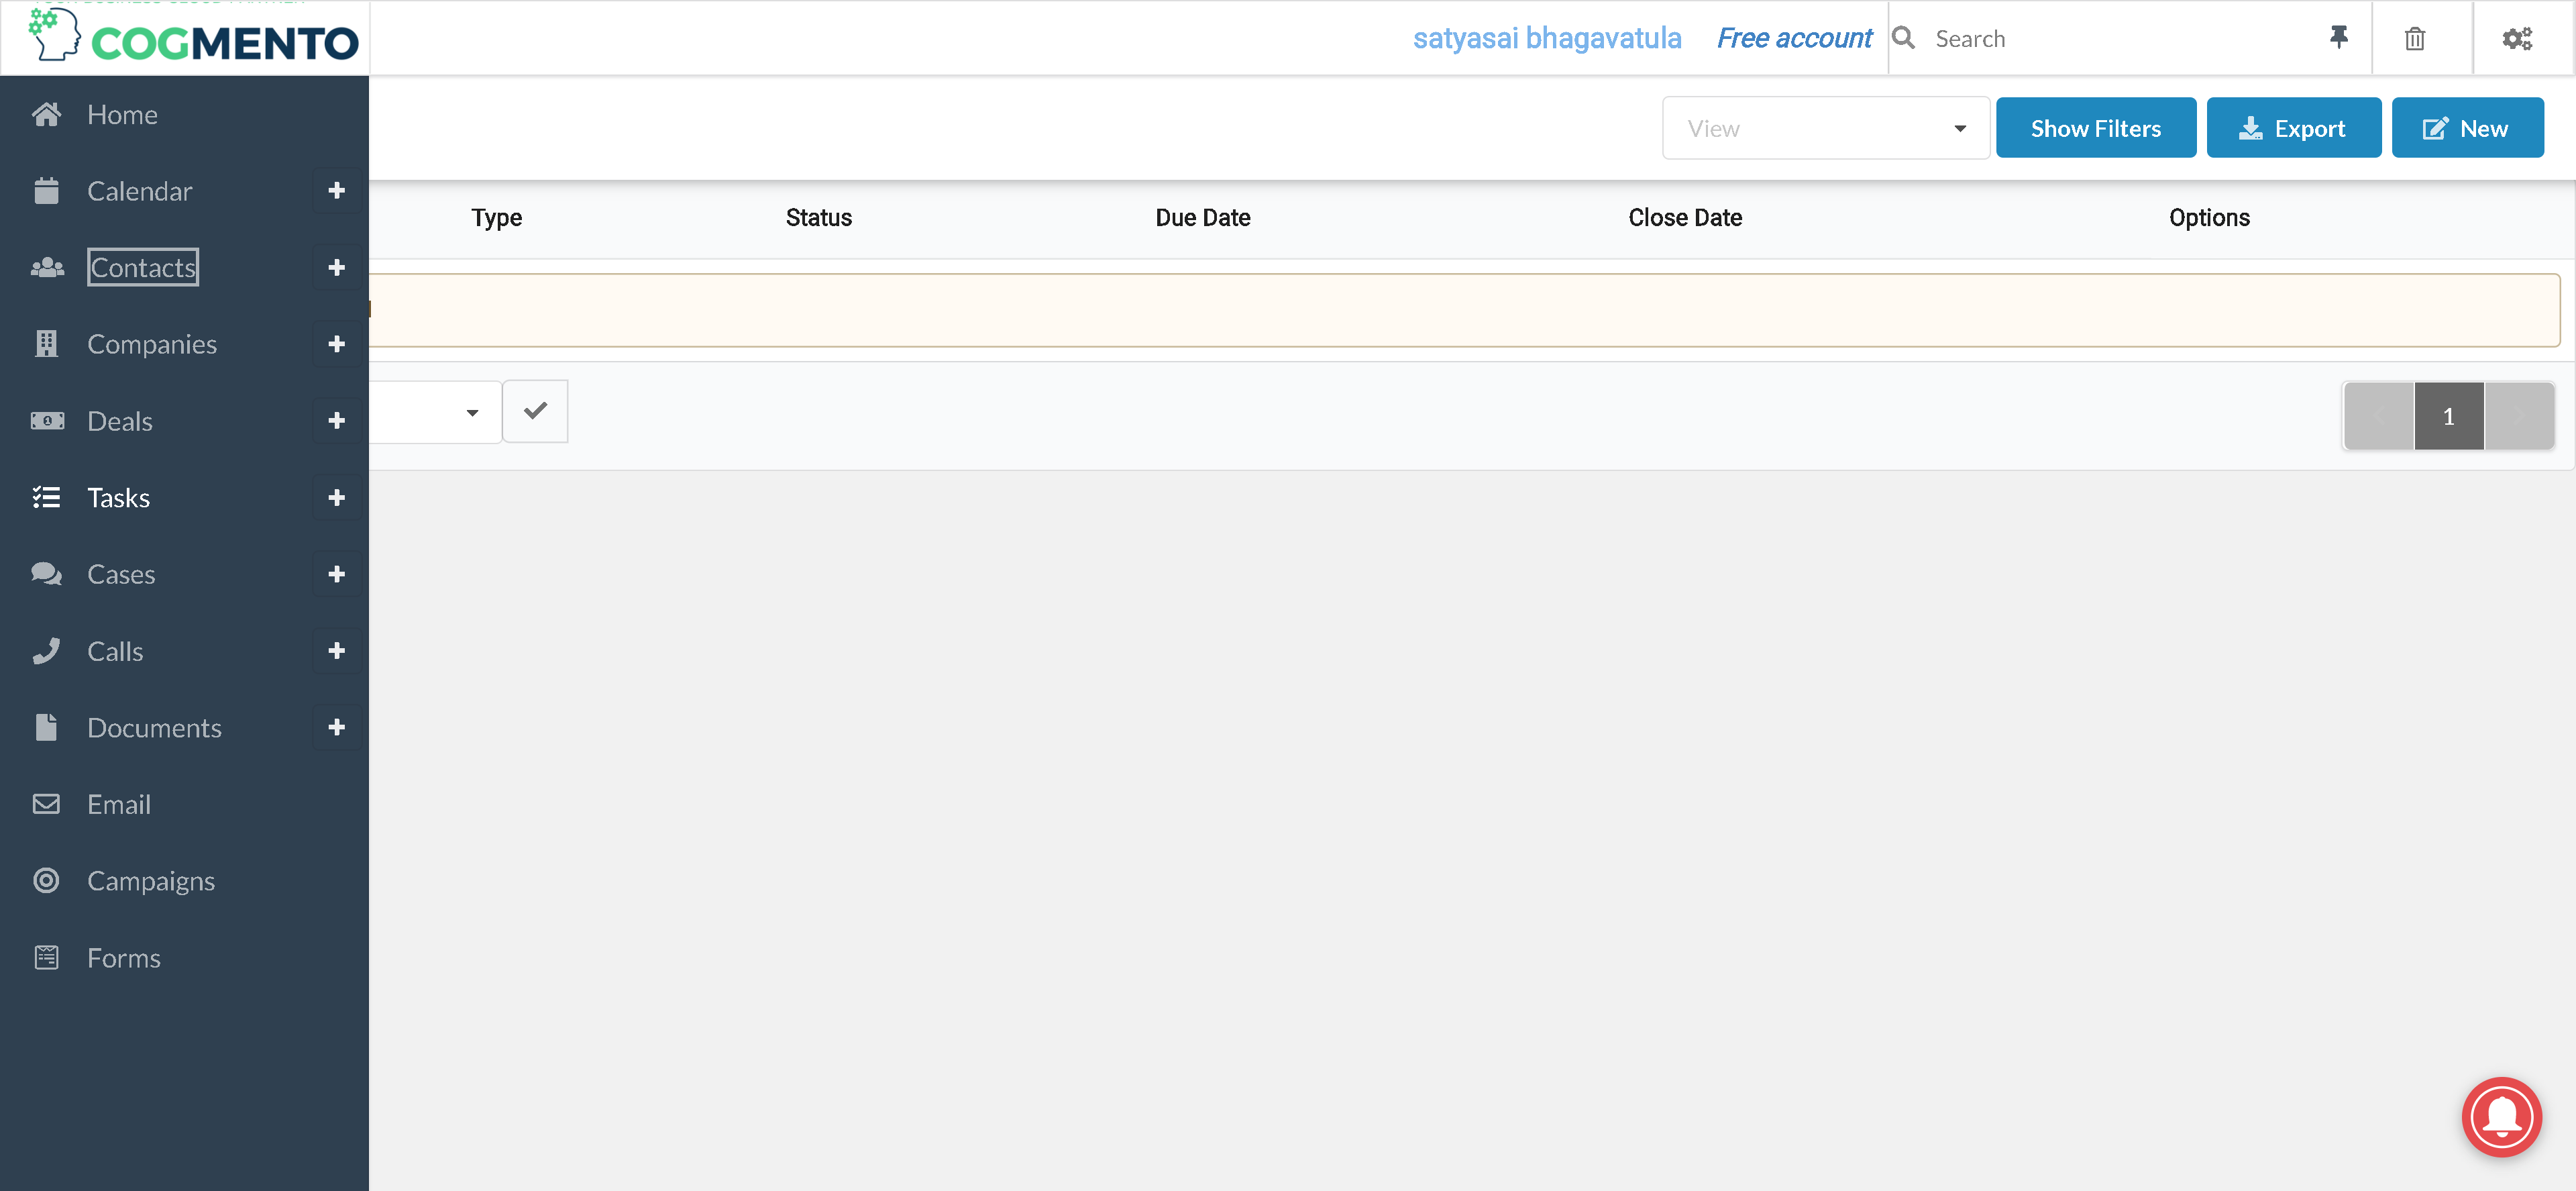 COGMENTO
satyasai bhagavatula
Free account
Search
Home
Calendar
Contacts
Companies
Deals
Tasks
Cases
Calls
Documents
Email
Campaigns
Forms
View
Show Filters
Export
New
Type
Status
Due Date
Close Date
Options
1